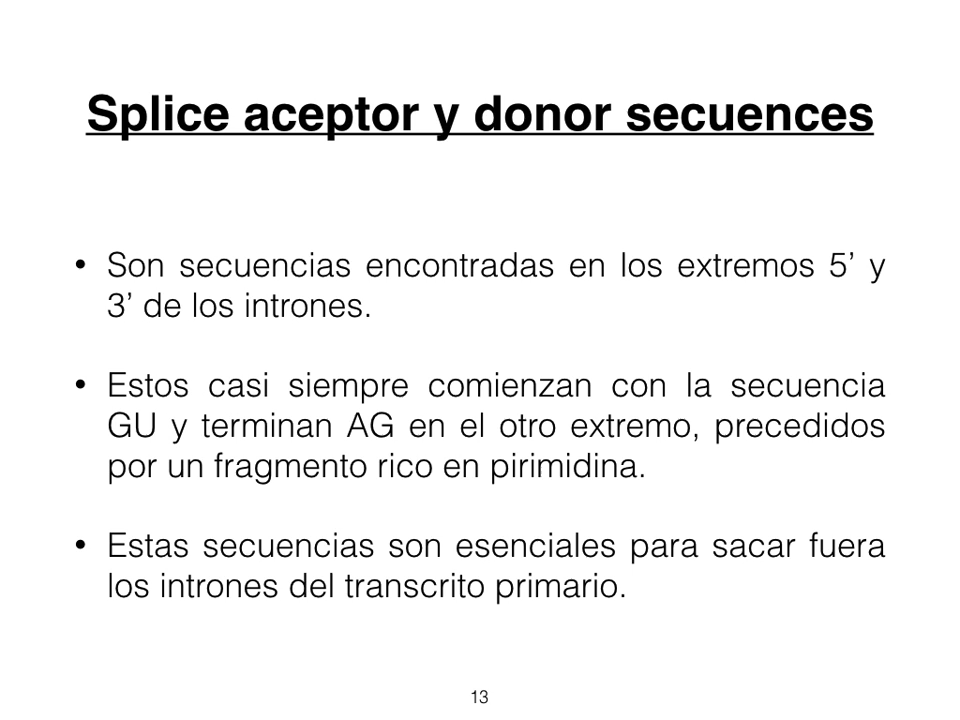 Splice aceptor y donor secuences
• Son secuencias encontradas en los extremos 5’ y
3’ de los intrones.
• Estos casi siempre comienzan con la secuencia
GU y terminan AG en el otro extremo, precedidos
por un fragmento rico en pirimidina.
• Estas secuencias son esenciales para sacar fuera
los intrones del transcrito primario.
13